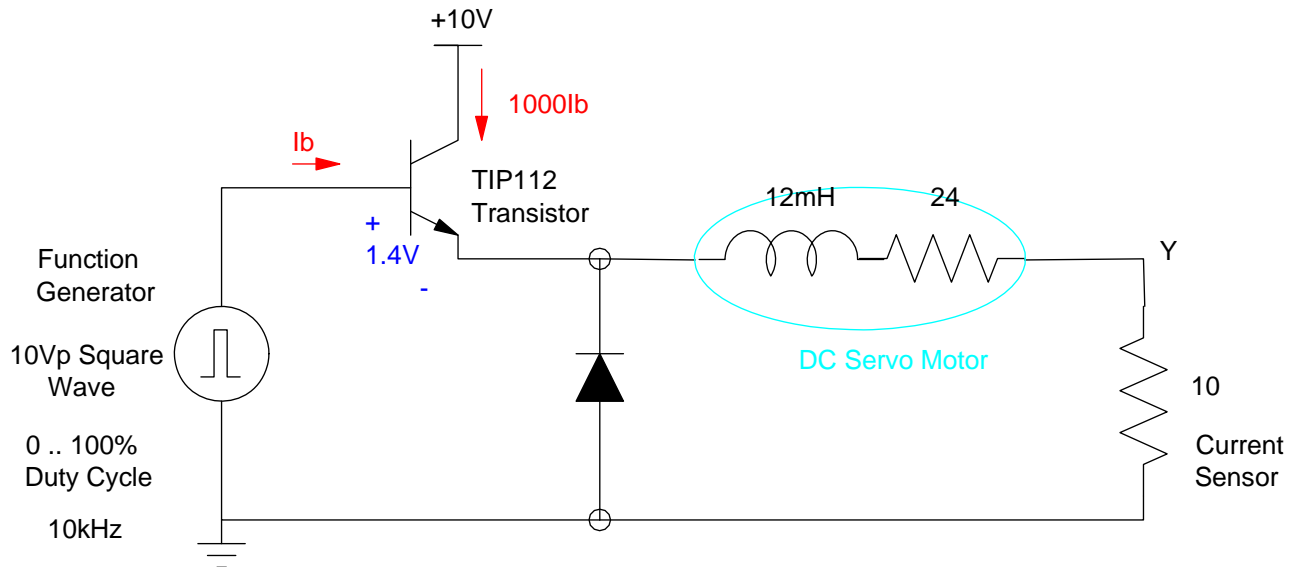 +10V
1000Ib
Ib
TIP112
Transistor
+
1.4V
-
12mH
24
Y
Function
Generator
10Vp Square
Wave
DC Servo Motor
0 .. 100%
Duty Cycle
10kHz
10
Current
Sensor